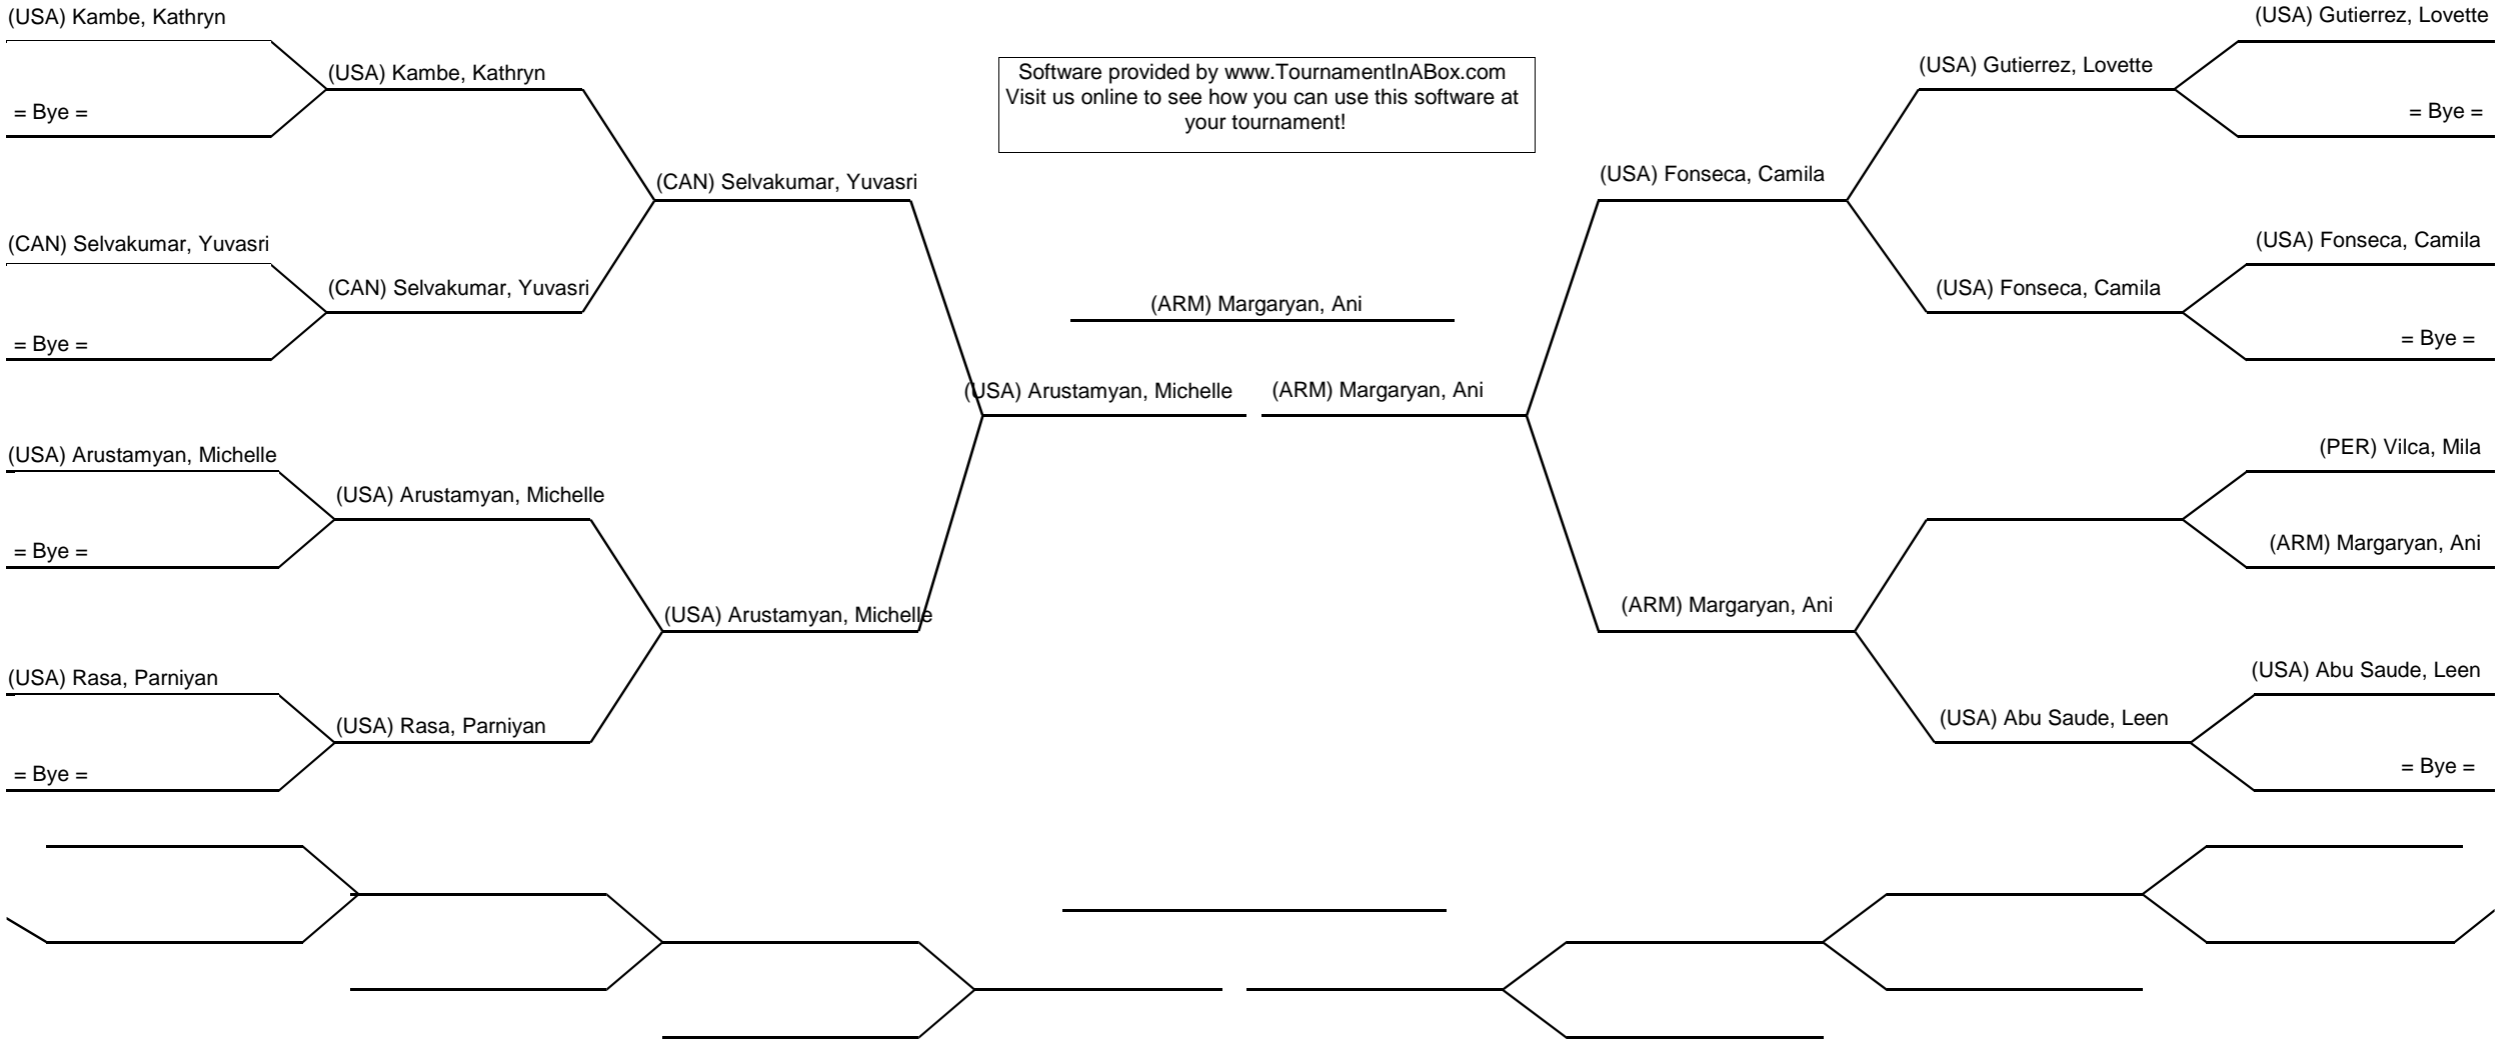 (USA) Kambe, Kathryn
= Bye =
(CAN) Selvakumar, Yuvasri
= Bye =
(USA) Arustamyan, Michelle
= Bye =
(USA) Rasa, Parniyan
= Bye =
(USA) Kambe, Kathryn
(CAN) Selvakumar, Yuvasri
(USA) Arustamyan, Michelle
(USA) Rasa, Parniyan
(CAN) Selvakumar, Yuvasri
(USA) Arustamyan, Michelle
(USA) Arustamyan, Michelle
Software provided by www.TournamentInABox.com
Visit us online to see how you can use this software at
your tournament!
(ARM) Margaryan, Ani
(ARM) Margaryan, Ani
(USA) Fonseca, Camila
(ARM) Margaryan, Ani
(USA) Gutierrez, Lovette
(USA) Fonseca, Camila
(USA) Abu Saude, Leen
(USA) Gutierrez, Lovette
= Bye =
(USA) Fonseca, Camila
= Bye =
(PER) Vilca, Mila
(ARM) Margaryan, Ani
(USA) Abu Saude, Leen
= Bye =